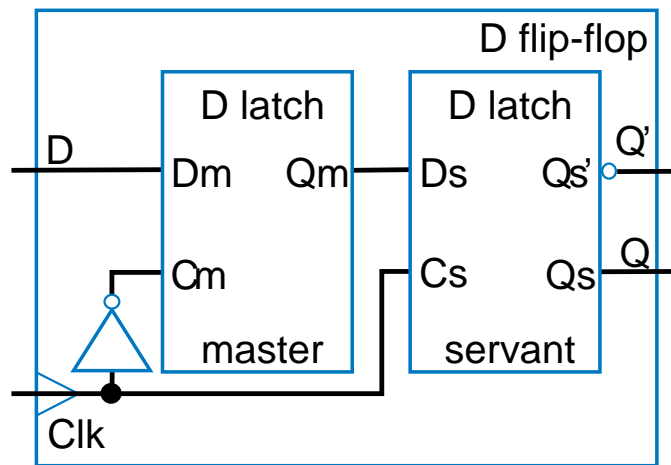 D flip-flop
D latch
D latch
D
Dm
Qm
Ds
Qs’
Q’
Cm
Cs
Qs
Q
master
servant
Clk